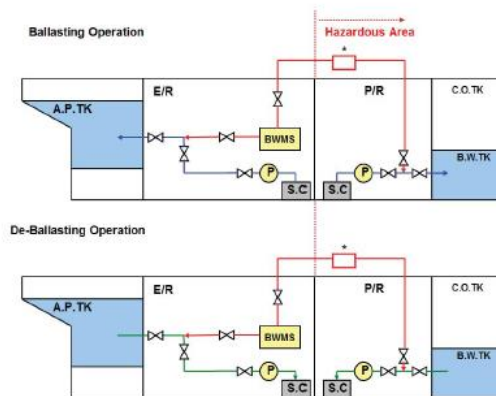 Ballasting Operation
Hazardous Area
*
E/R
P/R
C.O.TK
A.P.TK
BWMS
B.W.TK
P
P
S.C
S.C
De-Ballasting Operation
*
E/R
P/R
C.O.TK
A.P.TK
BWMS
B.W.TK
P
P
S.C
S.C